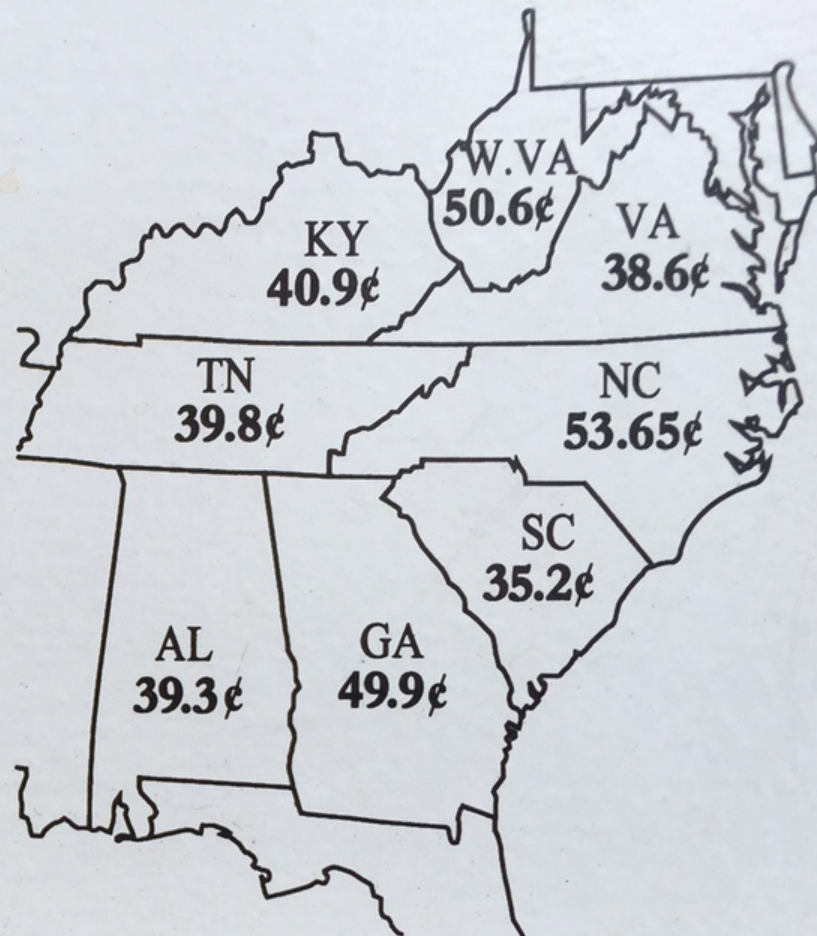 W.VA
50.6¢
VA
38.6¢
KY
40.9¢
TN
39.8¢
NC
53.65¢
SC
35.2¢
AL
39.3¢
GA
49.9¢